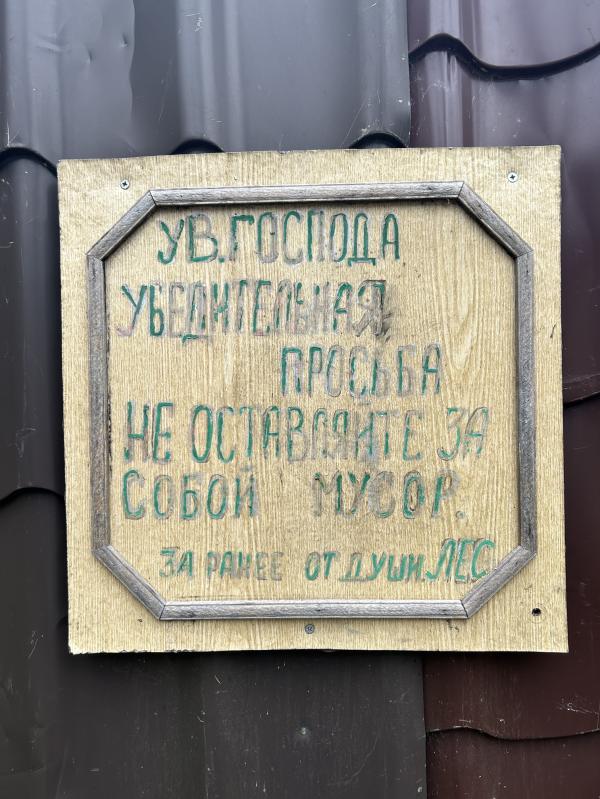 УВ. ГОСПОДА
УБЕДИТЕЛЬНАЯ
ПРОСЬБА
НЕ ОСТАВЛЯЙТЕ ЗА
СОБОЙ МУСОР.
ЗА РАНЕЕ ОТ ДУШИ ЛЕС